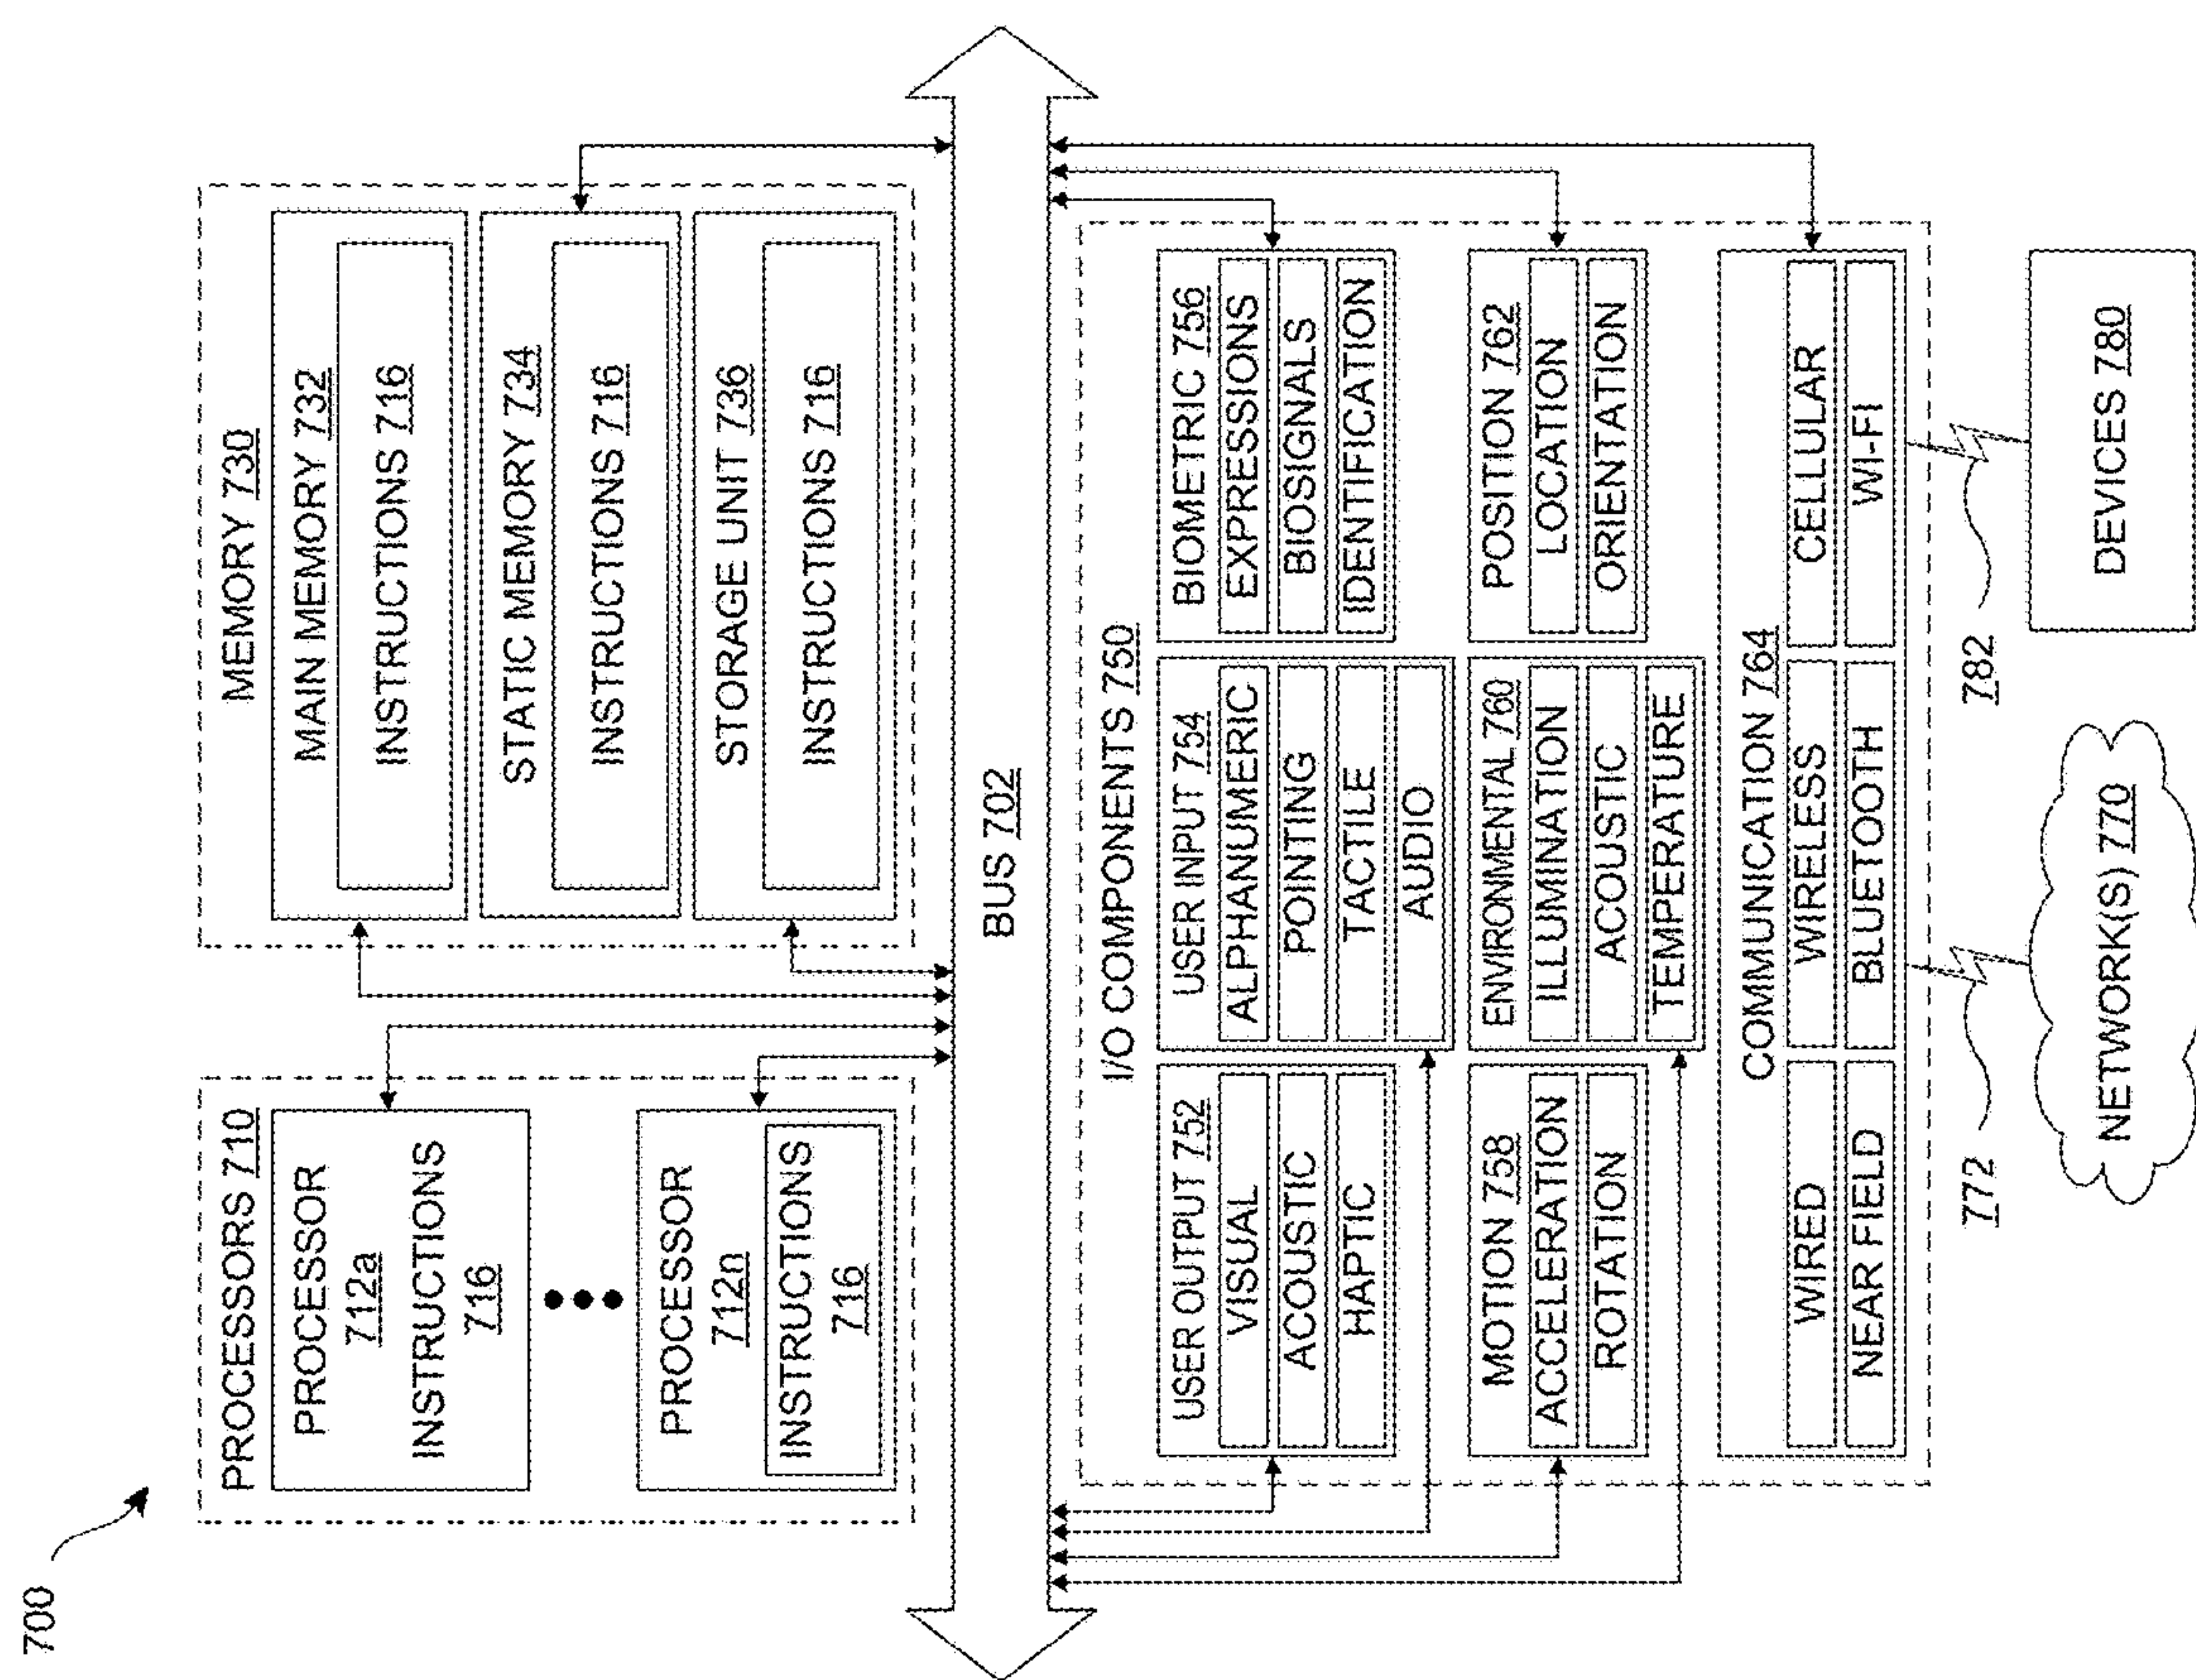 700
PROCESSORS 710
PROCESSOR
712a
INSTRUCTIONS
716
PROCESSOR
712n
INSTRUCTIONS
716
MEMORY 730
MAIN MEMORY 732
INSTRUCTIONS 716
STATIC MEMORY 734
INSTRUCTIONS 716
STORAGE UNIT 736
INSTRUCTIONS 716
BUS 702
I/O COMPONENTS 750
USER OUTPUT 752
VISUAL
ACOUSTIC
HAPTIC
USER INPUT 754
ALPHANUMERIC
POINTING
TACTILE
AUDIO
BIOMETRIC 756
EXPRESSIONS
BIOSIGNALS
IDENTIFICATION
MOTION 758
ACCELERATION
ROTATION
ENVIRONMENTAL 760
ILLUMINATION
ACOUSTIC
TEMPERATURE
POSITION 762
LOCATION
ORIENTATION
COMMUNICATION 764
WIRED
WIRELESS
CELLULAR
NEAR FIELD
BLUETOOTH
WI-FI
772
782
NETWORK(S) 770
DEVICES 780